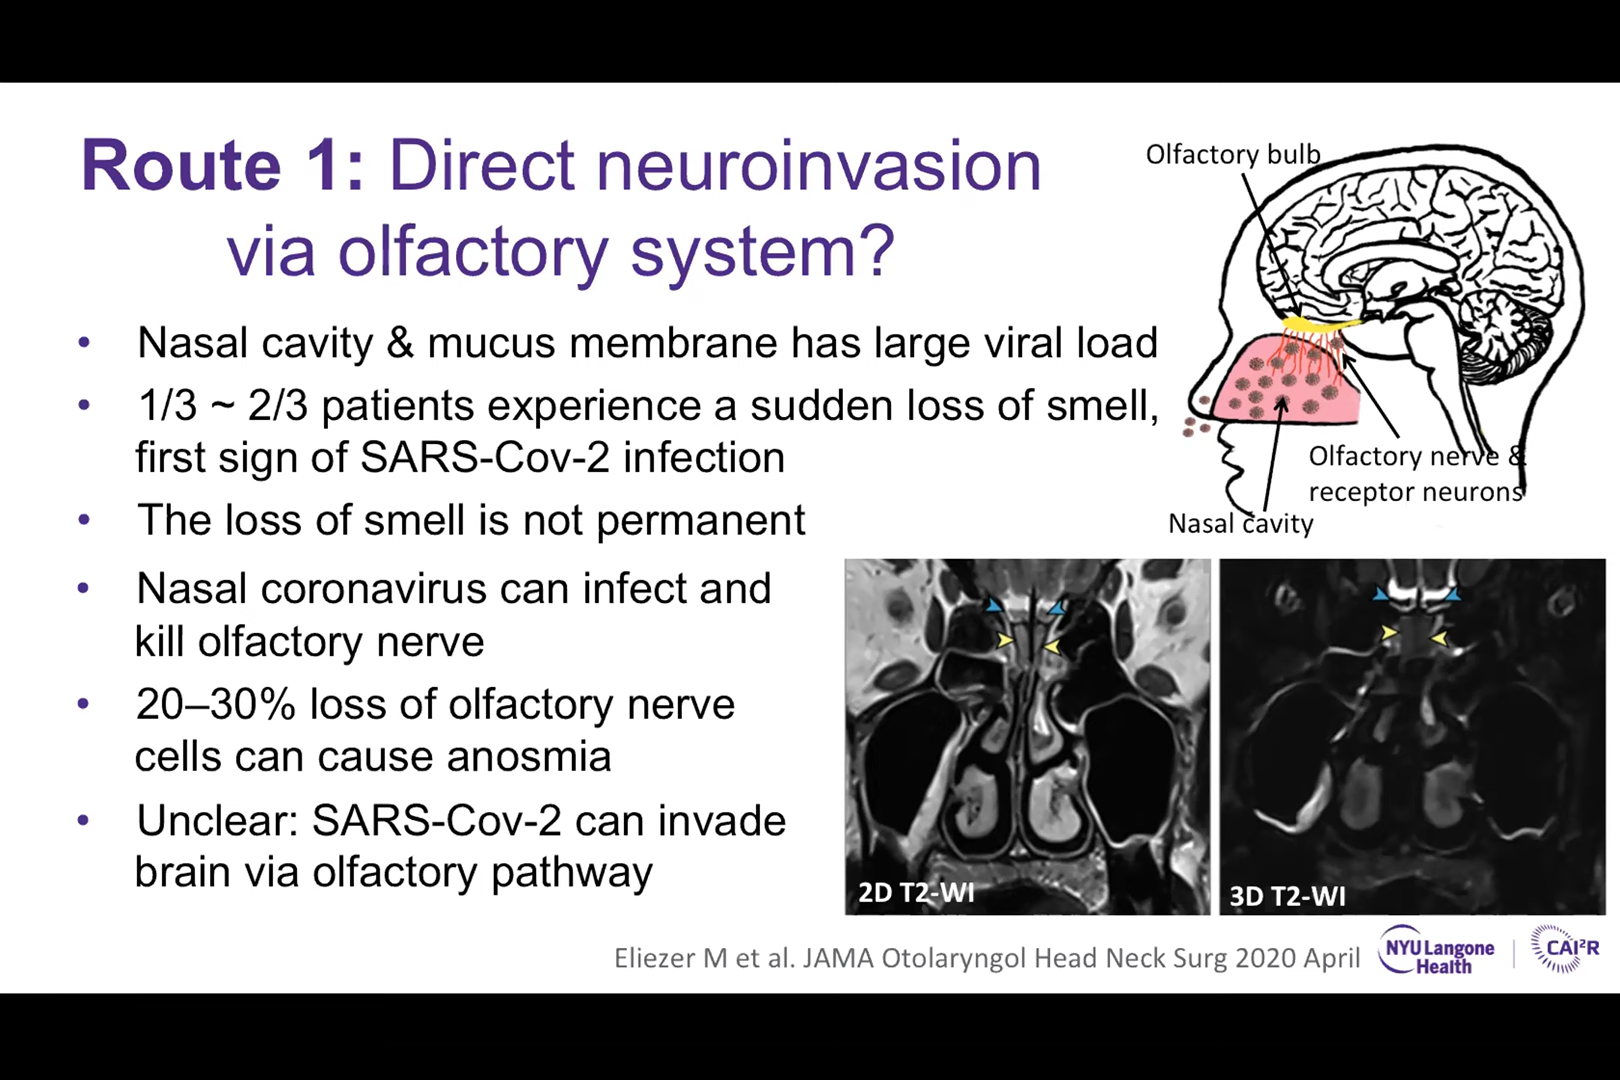 Route 1: Direct neuroinvasion
via olfactory system?
• Nasal cavity & mucus membrane has large viral load
• 1/3 ~ 2/3 patients experience a sudden loss of smell,
first sign of SARS-Cov-2 infection
• The loss of smell is not permanent
• Nasal coronavirus can infect and
kill olfactory nerve
• 20–30% loss of olfactory nerve
cells can cause anosmia
• Unclear: SARS-Cov-2 can invade
brain via olfactory pathway
Olfactory bulb
Olfactory nerve &
receptor neurons
Nasal cavity
2D T2-WI
3D T2-WI
Eliezer M et al. JAMA Otolaryngol Head Neck Surg 2020 April
NYU Langone
Health
CAI²R